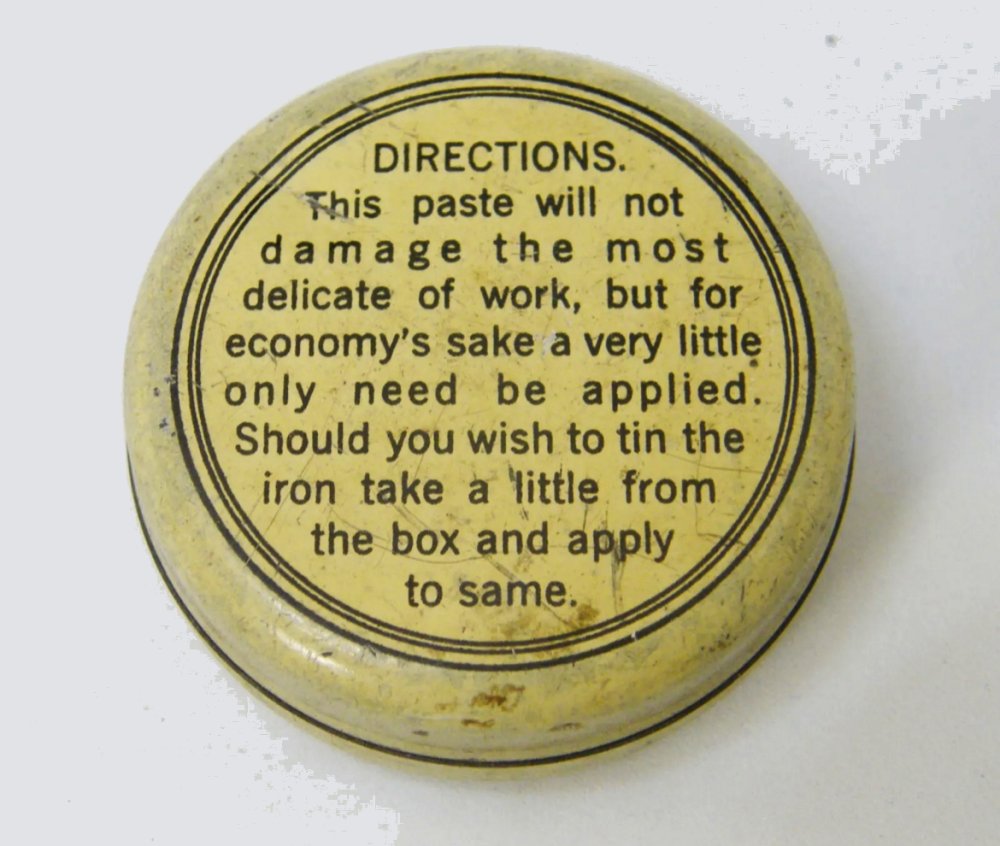 DIRECTIONS.
This paste will not
damage the most
delicate of work, but for
economy's sake a very little
only need be applied.
Should you wish to tin the
iron take a little from
the box and apply
to same.